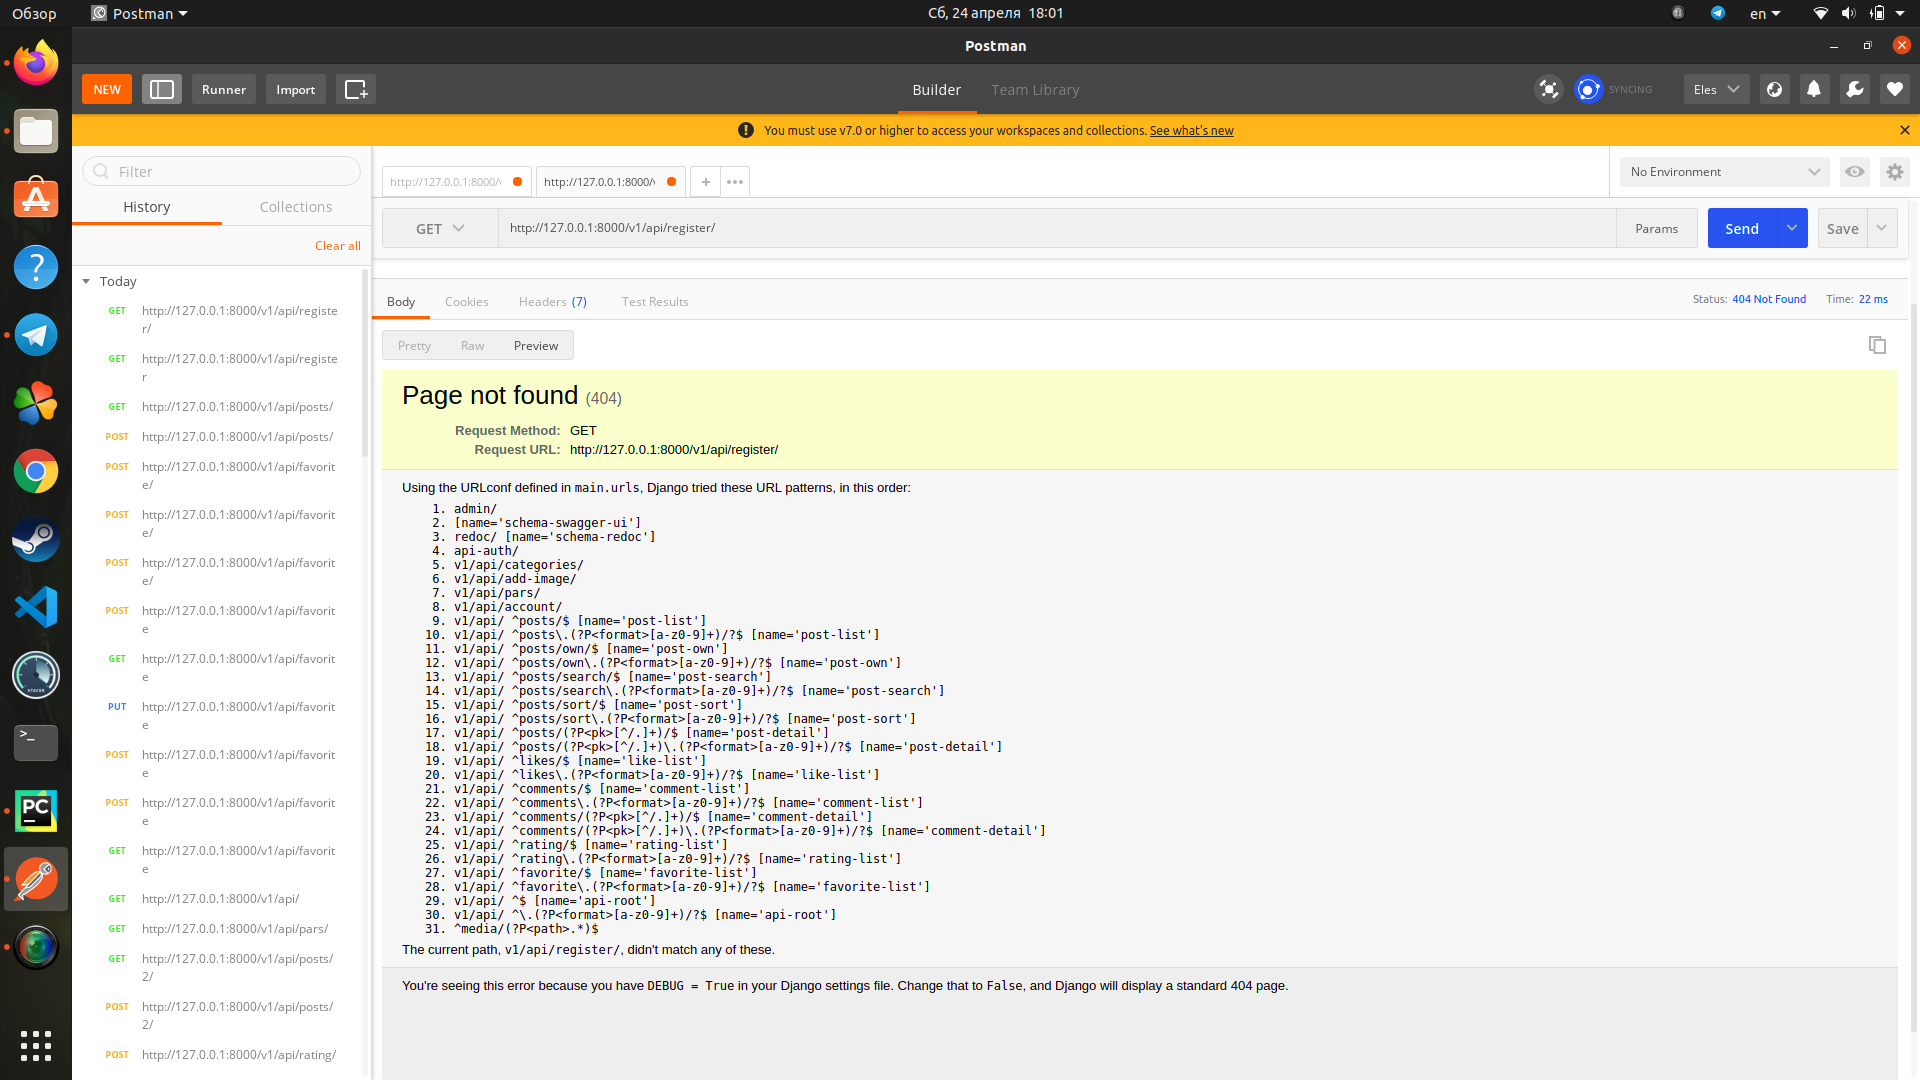 Обзор
Postman
Сб, 24 апреля 18:01
en
Postman
NEW
Runner
Import
Builder
Team Library
SYNCING
Eles
You must use v7.0 or higher to access your workspaces and collections. See what's new
Filter
History
Collections
Clear all
Today
GET http://127.0.0.1:8000/v1/api/registe
r/
GET http://127.0.0.1:8000/v1/api/registe
r
GET http://127.0.0.1:8000/v1/api/posts/
POST http://127.0.0.1:8000/v1/api/posts/
POST http://127.0.0.1:8000/v1/api/favorit
e/
POST http://127.0.0.1:8000/v1/api/favorit
e/
POST http://127.0.0.1:8000/v1/api/favorit
e/
POST http://127.0.0.1:8000/v1/api/favorit
e
GET http://127.0.0.1:8000/v1/api/favorit
e
PUT http://127.0.0.1:8000/v1/api/favorit
e
POST http://127.0.0.1:8000/v1/api/favorit
e
POST http://127.0.0.1:8000/v1/api/favorit
e
GET http://127.0.0.1:8000/v1/api/favorit
e
GET http://127.0.0.1:8000/v1/api/
GET http://127.0.0.1:8000/v1/api/pars/
GET http://127.0.0.1:8000/v1/api/posts/
2/
POST http://127.0.0.1:8000/v1/api/posts/
2/
POST http://127.0.0.1:8000/v1/api/rating/
http://127.0.0.1:8000/
http://127.0.0.1:8000/
No Environment
GET
http://127.0.0.1:8000/v1/api/register/
Params
Send
Save
Body
Cookies
Headers (7)
Test Results
Status: 404 Not Found
Time: 22 ms
Pretty
Raw
Preview
Page not found (404)
Request Method: GET
Request URL: http://127.0.0.1:8000/v1/api/register/
Using the URLconf defined in main.urls, Django tried these URL patterns, in this order:
1. admin/
2. [name='schema-swagger-ui']
3. redoc/ [name='schema-redoc']
4. api-auth/
5. v1/api/categories/
6. v1/api/add-image/
7. v1/api/pars/
8. v1/api/account/
9. v1/api/ ^posts/$ [name='post-list']
10. v1/api/ ^posts\.(?P<format>[a-z0-9]+)/?$ [name='post-list']
11. v1/api/ ^posts/own/$ [name='post-own']
12. v1/api/ ^posts/own\.(?P<format>[a-z0-9]+)/?$ [name='post-own']
13. v1/api/ ^posts/search/$ [name='post-search']
14. v1/api/ ^posts/search\.(?P<format>[a-z0-9]+)/?$ [name='post-search']
15. v1/api/ ^posts/sort/$ [name='post-sort']
16. v1/api/ ^posts/sort\.(?P<format>[a-z0-9]+)/?$ [name='post-sort']
17. v1/api/ ^posts/(?P<pk>[^/.]+)/$ [name='post-detail']
18. v1/api/ ^posts/(?P<pk>[^/.]+)\.(?P<format>[a-z0-9]+)/?$ [name='post-detail']
19. v1/api/ ^likes/$ [name='like-list']
20. v1/api/ ^likes\.(?P<format>[a-z0-9]+)/?$ [name='like-list']
21. v1/api/ ^comments/$ [name='comment-list']
22. v1/api/ ^comments\.(?P<format>[a-z0-9]+)/?$ [name='comment-list']
23. v1/api/ ^comments/(?P<pk>[^/.]+)/$ [name='comment-detail']
24. v1/api/ ^comments/(?P<pk>[^/.]+)\.(?P<format>[a-z0-9]+)/?$ [name='comment-detail']
25. v1/api/ ^rating/$ [name='rating-list']
26. v1/api/ ^rating\.(?P<format>[a-z0-9]+)/?$ [name='rating-list']
27. v1/api/ ^favorite/$ [name='favorite-list']
28. v1/api/ ^favorite\.(?P<format>[a-z0-9]+)/?$ [name='favorite-list']
29. v1/api/ ^$ [name='api-root']
30. v1/api/ ^\.(?P<format>[a-z0-9]+)/?$ [name='api-root']
31. ^media/(?P<path>.*)$
The current path, v1/api/register/, didn't match any of these.
You're seeing this error because you have DEBUG = True in your Django settings file. Change that to False, and Django will display a standard 404 page.
STACER
PC